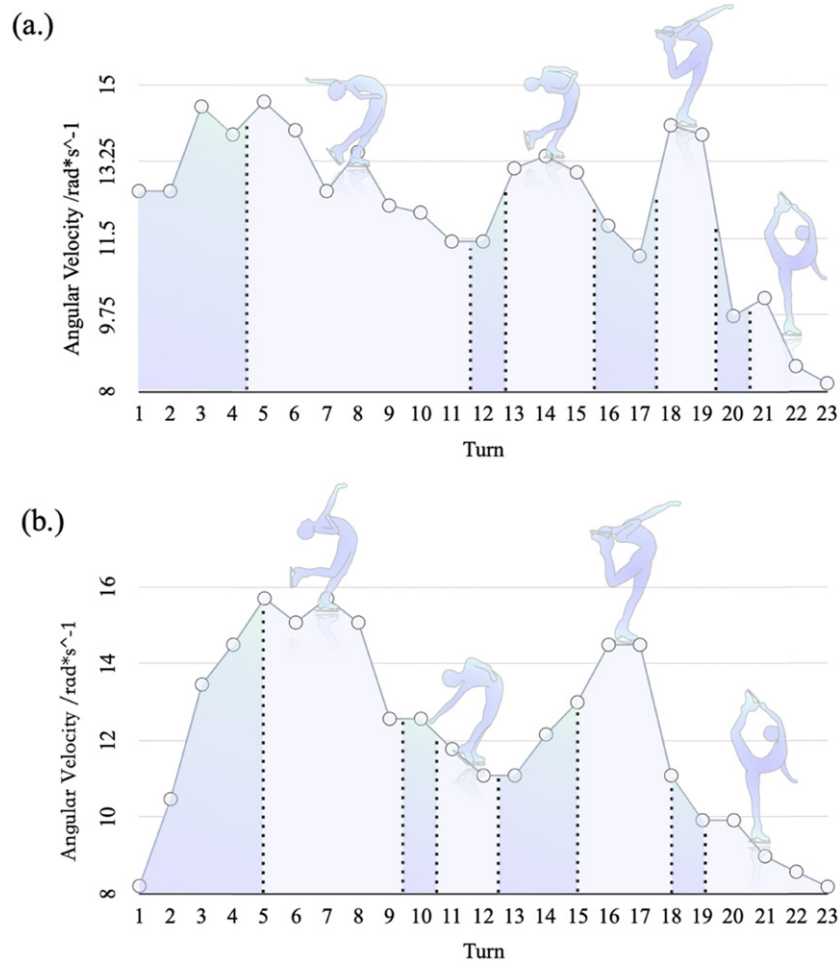 (a.)
15
13.25
11.5
9.75
8
Angular Velocity /rad*s^-1
1 2 3 4 5 6 7 8 9 10 11 12 13 14 15 16 17 18 19 20 21 22 23
Turn
(b.)
16
14
12
10
8
Angular Velocity / rad*s^-1
1 2 3 4 5 6 7 8 9 10 11 12 13 14 15 16 17 18 19 20 21 22 23
Turn